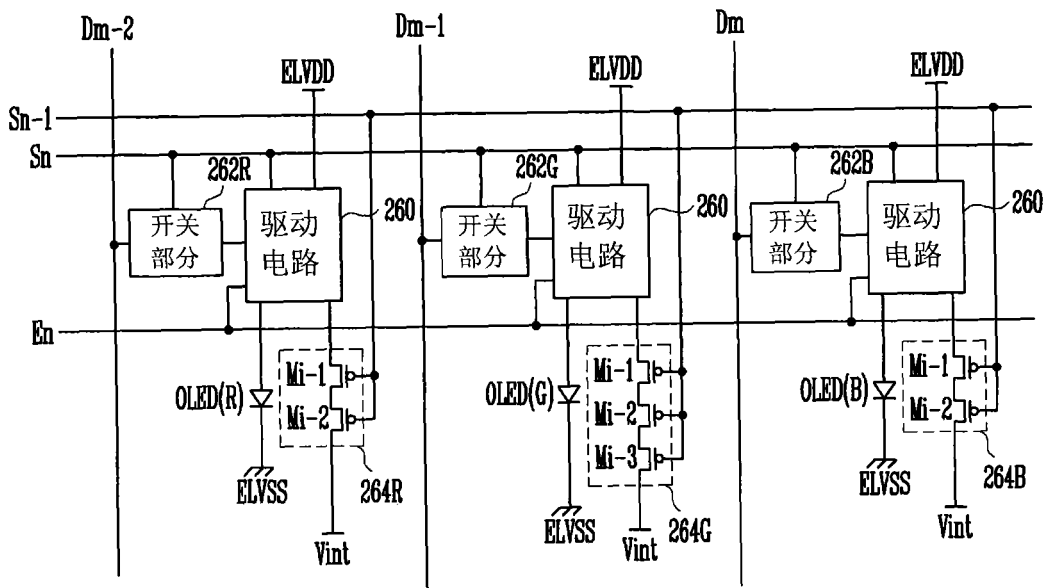 Dm-2
Dm-1
Dm
ELVDD
ELVDD
ELVDD
Sn-1
Sn
262R
262G
262B
260
260
260
开关
部分
驱动
电路
开关
部分
驱动
电路
开关
部分
驱动
电路
En
OLED(R)
Mi-1
Mi-2
264R
ELVSS
Vint
OLED(G)
Mi-1
Mi-2
Mi-3
264G
ELVSS
Vint
OLED(B)
Mi-1
Mi-2
264B
ELVSS
Vint